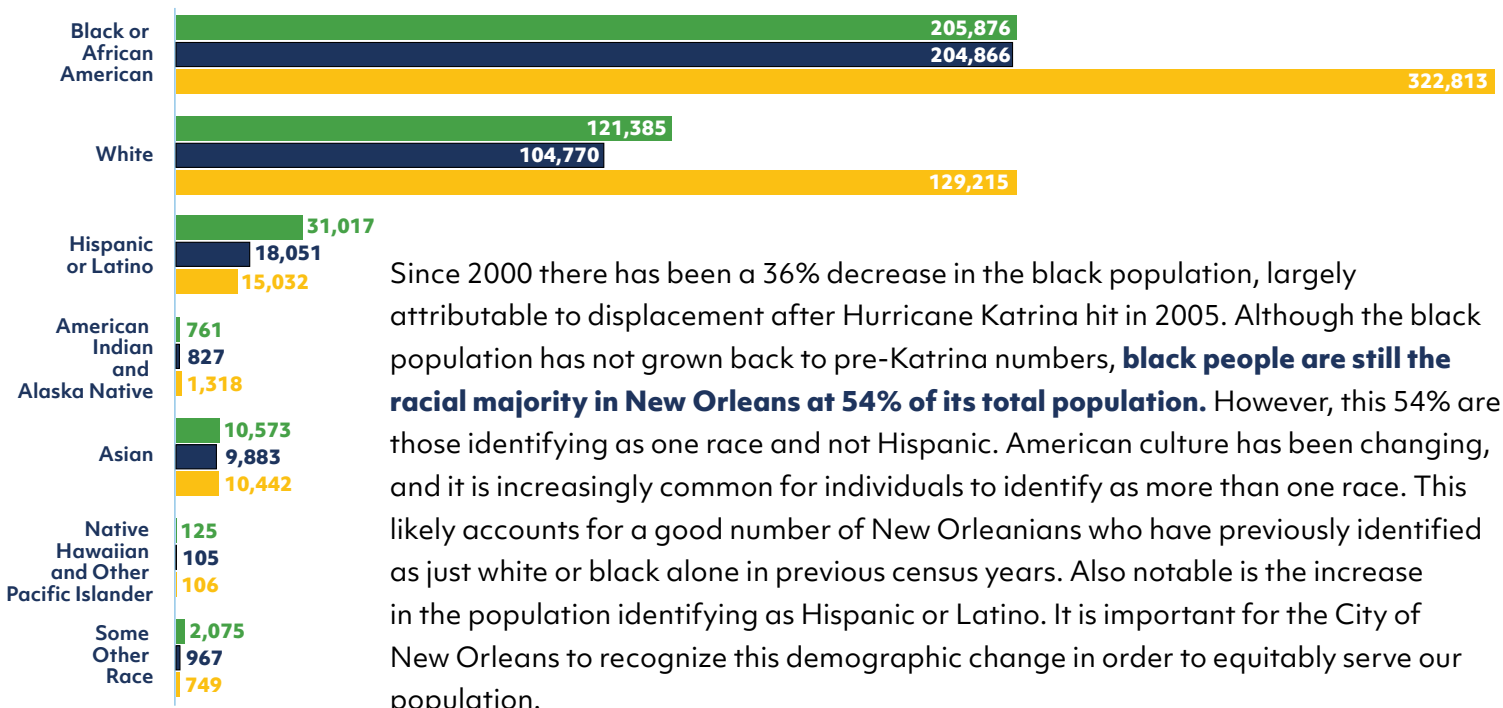 Black or
African
American
205,876
204,866
322,813
White
121,385
104,770
129,215
Hispanic
or Latino
31,017
18,051
15,032
American
Indian
and
Alaska Native
761
827
1,318
Asian
10,573
9,883
10,442
Native
Hawaiian
and Other
Pacific Islander
125
105
106
Some
Other
Race
2,075
967
749
Since 2000 there has been a 36% decrease in the black population, largely
attributable to displacement after Hurricane Katrina hit in 2005. Although the black
population has not grown back to pre-Katrina numbers, black people are still the
racial majority in New Orleans at 54% of its total population. However, this 54% are
those identifying as one race and not Hispanic. American culture has been changing,
and it is increasingly common for individuals to identify as more than one race. This
likely accounts for a good number of New Orleanians who have previously identified
as just white or black alone in previous census years. Also notable is the increase
in the population identifying as Hispanic or Latino. It is important for the City of
New Orleans to recognize this demographic change in order to equitably serve our
population.